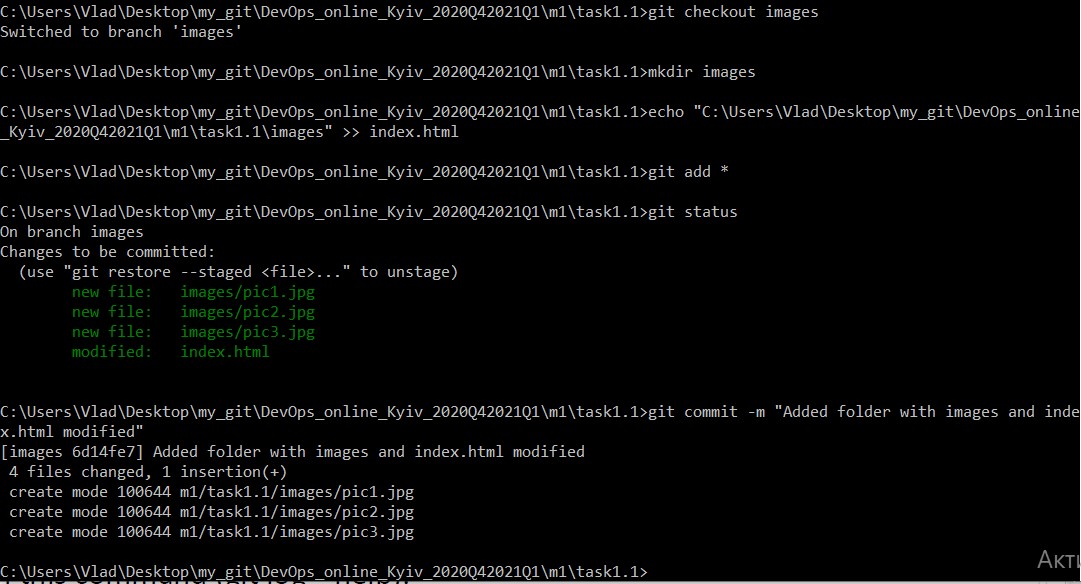 C:\Users\Vlad\Desktop\my_git\DevOps_online_Kyiv_2020Q42021Q1\m1\task1.1>git checkout images
Switched to branch 'images'
C:\Users\Vlad\Desktop\my_git\DevOps_online_Kyiv_2020Q42021Q1\m1\task1.1>mkdir images
C:\Users\Vlad\Desktop\my_git\DevOps_online_Kyiv_2020Q42021Q1\m1\task1.1>echo "C:\Users\Vlad\Desktop\my_git\DevOps_online
_Kyiv_2020Q42021Q1\m1\task1.1\images" >> index.html
C:\Users\Vlad\Desktop\my_git\DevOps_online_Kyiv_2020Q42021Q1\m1\task1.1>git add *
C:\Users\Vlad\Desktop\my_git\DevOps_online_Kyiv_2020Q42021Q1\m1\task1.1>git status
On branch images
Changes to be committed:
  (use "git restore --staged <file>..." to unstage)
        new file:   images/pic1.jpg
        new file:   images/pic2.jpg
        new file:   images/pic3.jpg
        modified:   index.html
C:\Users\Vlad\Desktop\my_git\DevOps_online_Kyiv_2020Q42021Q1\m1\task1.1>git commit -m "Added folder with images and inde
x.html modified"
[images 6d14fe7] Added folder with images and index.html modified
 4 files changed, 1 insertion(+)
 create mode 100644 m1/task1.1/images/pic1.jpg
 create mode 100644 m1/task1.1/images/pic2.jpg
 create mode 100644 m1/task1.1/images/pic3.jpg
Акти
C:\Users\Vlad\Desktop\my_git\DevOps_online_Kyiv_2020Q42021Q1\m1\task1.1>